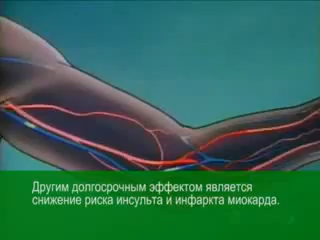 Другим долгосрочным эффектом является
снижение риска инсульта и инфаркта миокарда.